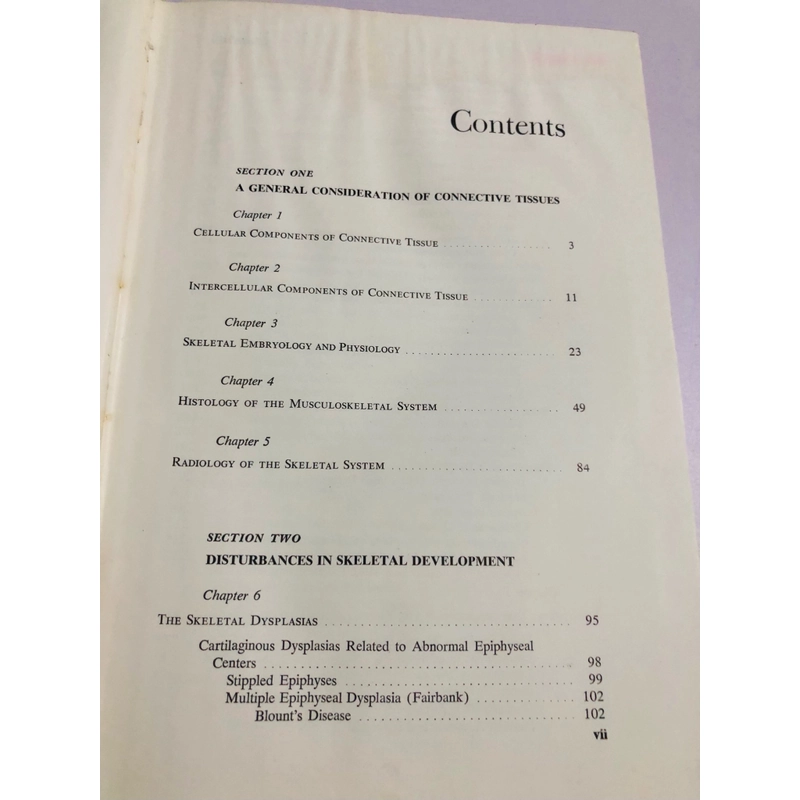 Contents
SECTION ONE
A GENERAL CONSIDERATION OF CONNECTIVE TISSUES
Chapter 1
CELLULAR COMPONENTS OF CONNECTIVE TISSUE . . . . . . . . . . . . . . . . . 3
Chapter 2
INTERCELLULAR COMPONENTS OF CONNECTIVE TISSUE . . . . . . . . . . . . 11
Chapter 3
SKELETAL EMBRYOLOGY AND PHYSIOLOGY . . . . . . . . . . . . . . . . . . . . . . . 23
Chapter 4
HISTOLOGY OF THE MUSCULOSKELETAL SYSTEM . . . . . . . . . . . . . . . . . . 49
Chapter 5
RADIOLOGY OF THE SKELETAL SYSTEM . . . . . . . . . . . . . . . . . . . . . . . . . . 84
SECTION TWO
DISTURBANCES IN SKELETAL DEVELOPMENT
Chapter 6
THE SKELETAL DYSPLASIAS . . . . . . . . . . . . . . . . . . . . . . . . . . . . . . . . . . . 95
Cartilaginous Dysplasias Related to Abnormal Epiphyseal
Centers . . . . . . . . . . . . . . . . . . . . . . . . . . . . . . . . . . . . . . . . . . . 98
Stippled Epiphyses . . . . . . . . . . . . . . . . . . . . . . . . . . . . . . . . . 99
Multiple Epiphyseal Dysplasia (Fairbank) . . . . . . . . . . . . . . 102
Blount's Disease . . . . . . . . . . . . . . . . . . . . . . . . . . . . . . . 102
vii